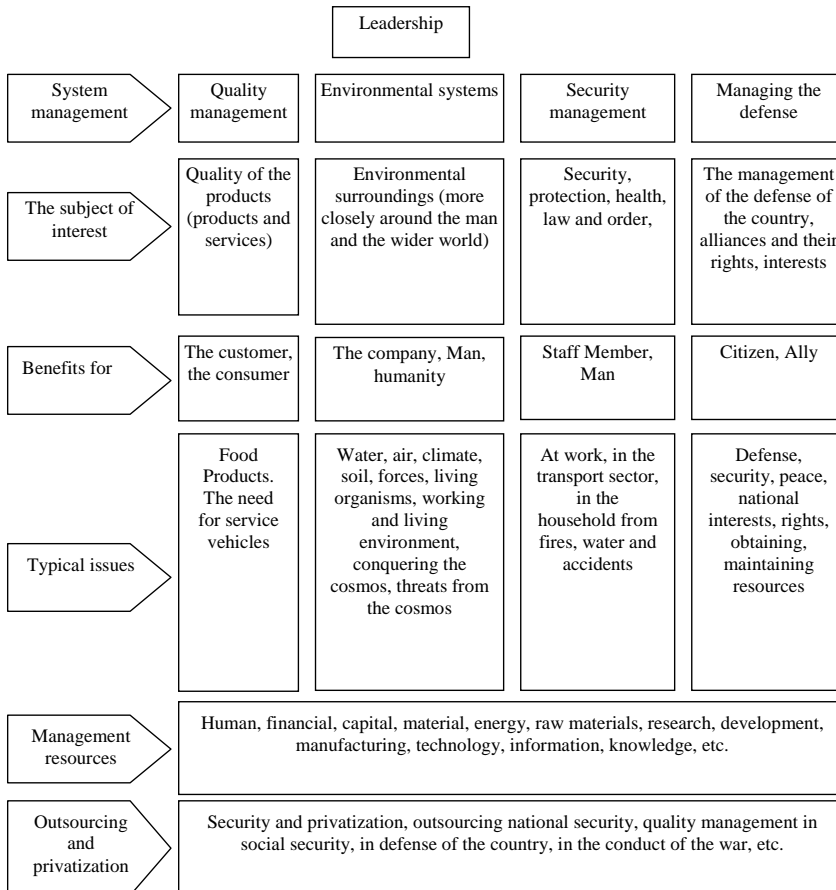 Leadership
System
management
Quality
management
Environmental systems
Security
management
Managing the
defense
The subject of
interest
Quality of the
products
(products and
services)
Environmental
surroundings (more
closely around the man
and the wider world)
Security,
protection, health,
law and order,
The management
of the defense of
the country,
alliances and their
rights, interests
Benefits for
The customer,
the consumer
The company, Man,
humanity
Staff Member,
Man
Citizen, Ally
Typical issues
Food
Products.
The need
for service
vehicles
Water, air, climate,
soil, forces, living
organisms, working
and living
environment,
conquering the
cosmos, threats from
the cosmos
At work, in the
transport sector,
in the
household from
fires, water and
accidents
Defense,
security, peace,
national
interests, rights,
obtaining,
maintaining
resources
Management
resources
Human, financial, capital, material, energy, raw materials, research, development,
manufacturing, technology, information, knowledge, etc.
Outsourcing
and
privatization
Security and privatization, outsourcing national security, quality management in
social security, in defense of the country, in the conduct of the war, etc.